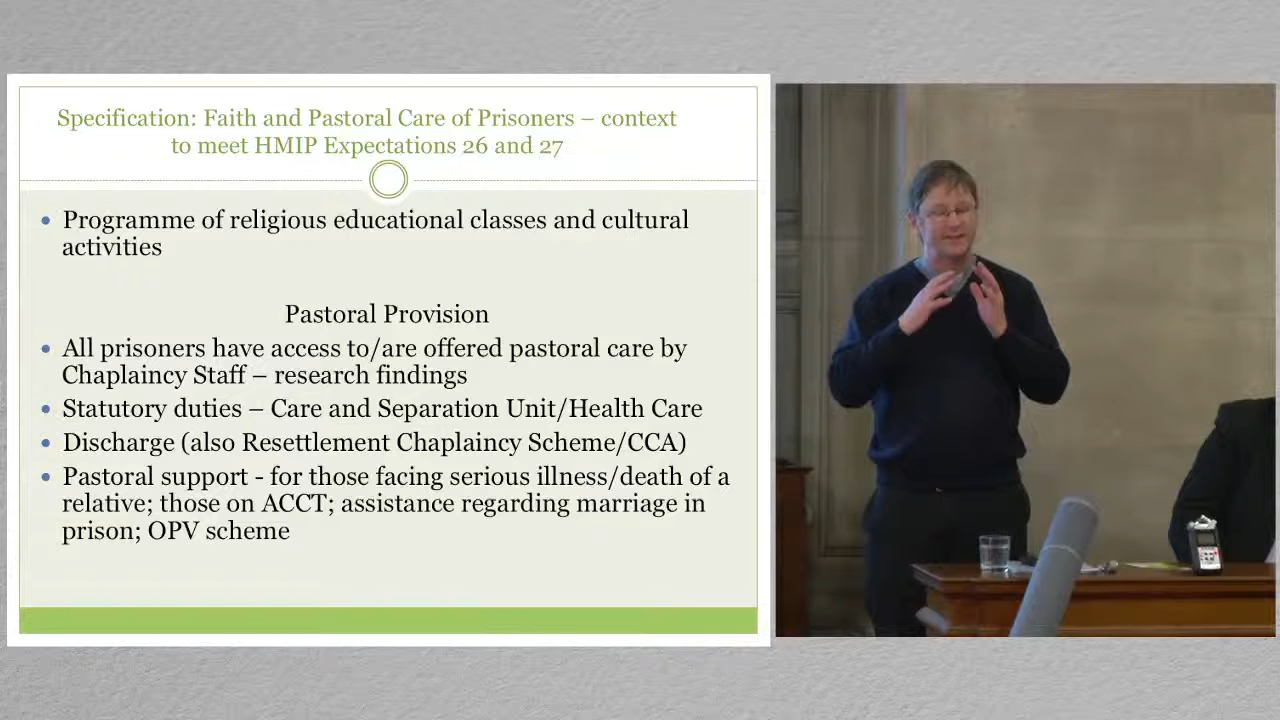 Specification: Faith and Pastoral Care of Prisoners – context
to meet HMIP Expectations 26 and 27
• Programme of religious educational classes and cultural
activities
Pastoral Provision
• All prisoners have access to/are offered pastoral care by
Chaplaincy Staff – research findings
• Statutory duties – Care and Separation Unit/Health Care
• Discharge (also Resettlement Chaplaincy Scheme/CCA)
• Pastoral support - for those facing serious illness/death of a
relative; those on ACCT; assistance regarding marriage in
prison; OPV scheme